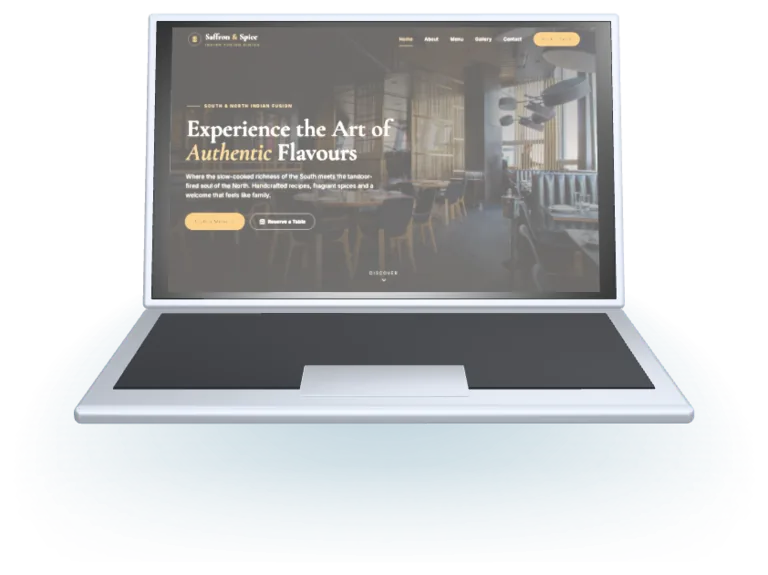 Saffron & Spice
Home About Menu Gallery Contact
SOUTH & NORTH INDIAN FUSION
Experience the Art of
Authentic Flavours
Where the slow-cooked richness of the South meets the tandoor-
fired soul of the North. Handcrafted recipes, fragrant spices and a
welcome that feels like family.
Reserve a Table
DISCOVER